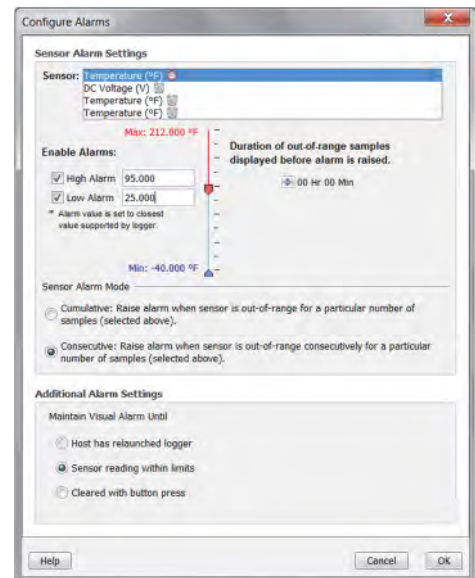 Configure Alarms
Sensor Alarm Settings
Sensor: Temperature (°F)
DC Voltage (V)
Temperature (°F)
Temperature (°F)
Max: 212.000 °F
Enable Alarms:
High Alarm 95.000
Low Alarm 25.000
* Alarm value is set to closest
value supported by logger.
Min: -40.000 °F
Duration of out-of-range samples
displayed before alarm is raised.
00 Hr 00 Min
Sensor Alarm Mode
Cumulative: Raise alarm when sensor is out-of-range for a particular number of
samples (selected above).
Consecutive: Raise alarm when sensor is out-of-range consecutively for a particular
number of samples (selected above).
Additional Alarm Settings
Maintain Visual Alarm Until
Host has relaunched logger
Sensor reading within limits
Cleared with button press
Help
Cancel
OK